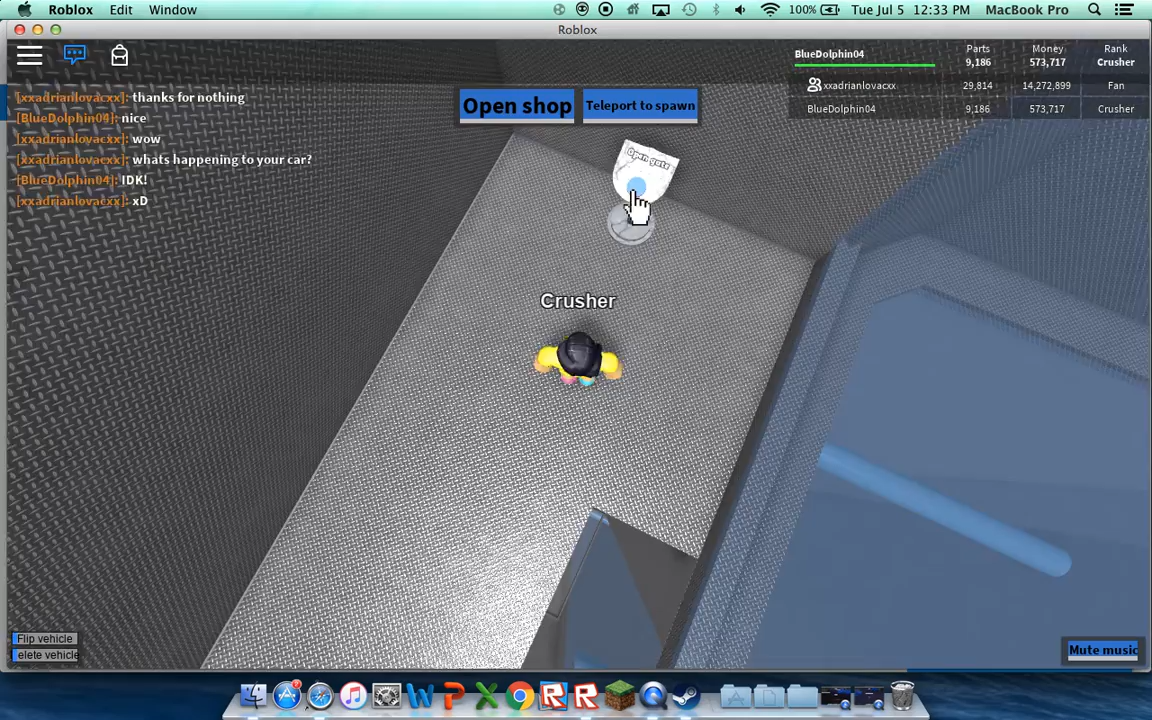 Roblox Edit Window 100% Tue Jul 5 12:33 PM MacBook Pro
Roblox
BlueDolphin04 Parts 9,186 Money 573,717 Rank Crusher
xxadrianlovacxx 29,814 14,272,899 Fan
BlueDolphin04 9,186 573,717 Crusher
[xxadrianlovacxx]: thanks for nothing
[BlueDolphin04]: nice
[xxadrianlovacxx]: wow
[xxadrianlovacxx]: whats happening to your car?
[BlueDolphin04]: IDK!
[xxadrianlovacxx]: xD
Open shop
Teleport to spawn
Open gate
Crusher
Flip vehicle
elete vehicle
Mute music